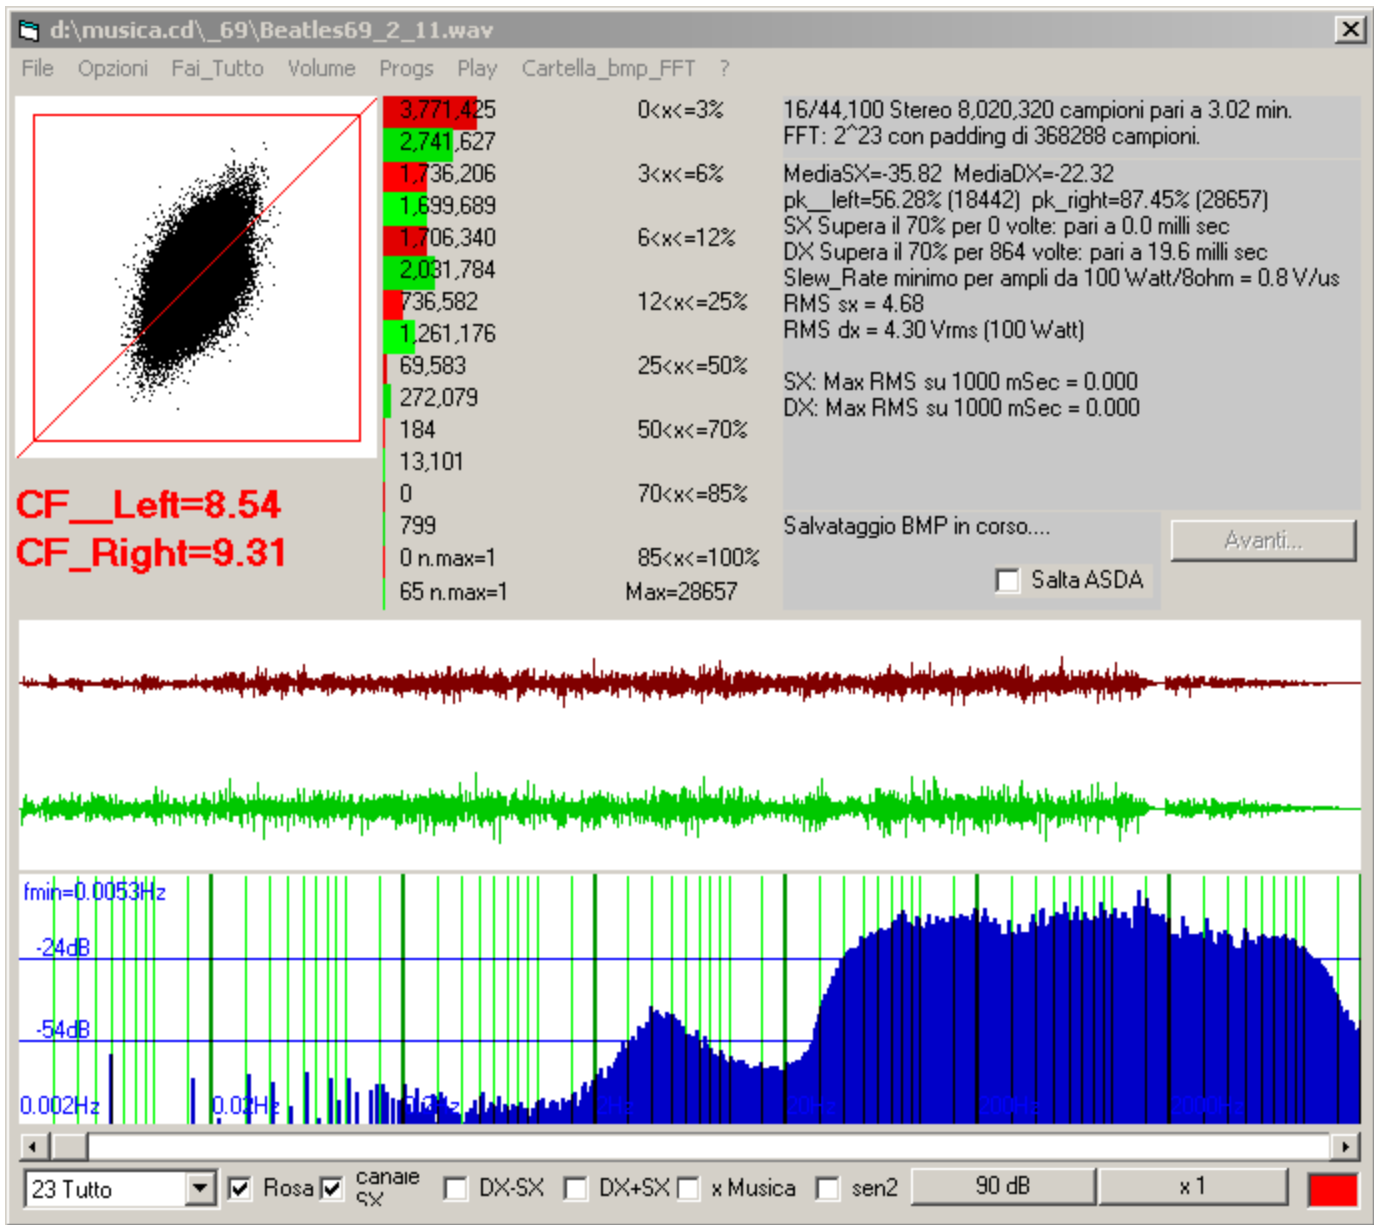 d:\musica.cd\_69\Beatles69_2_11.wav
File Opzioni Fai_Tutto Volume Progs Play Cartella_bmp_FFT ?
3,771,425 0<x<=3%
2,741,627
1,736,206 3<x<=6%
1,699,689
1,706,340 6<x<=12%
2,031,784
736,582 12<x<=25%
1,261,176
69,583 25<x<=50%
272,079
184 50<x<=70%
13,101
0 70<x<=85%
799
0 n.max=1 85<x<=100%
65 n.max=1 Max=28657
16/44,100 Stereo 8,020,320 campioni pari a 3.02 min.
FFT: 2^23 con padding di 368288 campioni.
MediaSX=-35.82 MediaDX=-22.32
pk__left=56.28% (18442) pk_right=87.45% (28657)
SX Supera il 70% per 0 volte: pari a 0.0 milli sec
DX Supera il 70% per 864 volte: pari a 19.6 milli sec
Slew_Rate minimo per ampli da 100 Watt/8ohm = 0.8 V/us
RMS sx = 4.68
RMS dx = 4.30 Vrms (100 Watt)
SX: Max RMS su 1000 mSec = 0.000
DX: Max RMS su 1000 mSec = 0.000
CF__Left=8.54
CF_Right=9.31
Salvataggio BMP in corso....
Avanti...
Salta ASDA
fmin=0.0053Hz
-24dB
-54dB
0.002Hz 0.02Hz 0.2Hz 2Hz 20Hz 200Hz 2000Hz
23 Tutto Rosa canale SX DX-SX DX+SX x Musica sen2 90 dB x 1